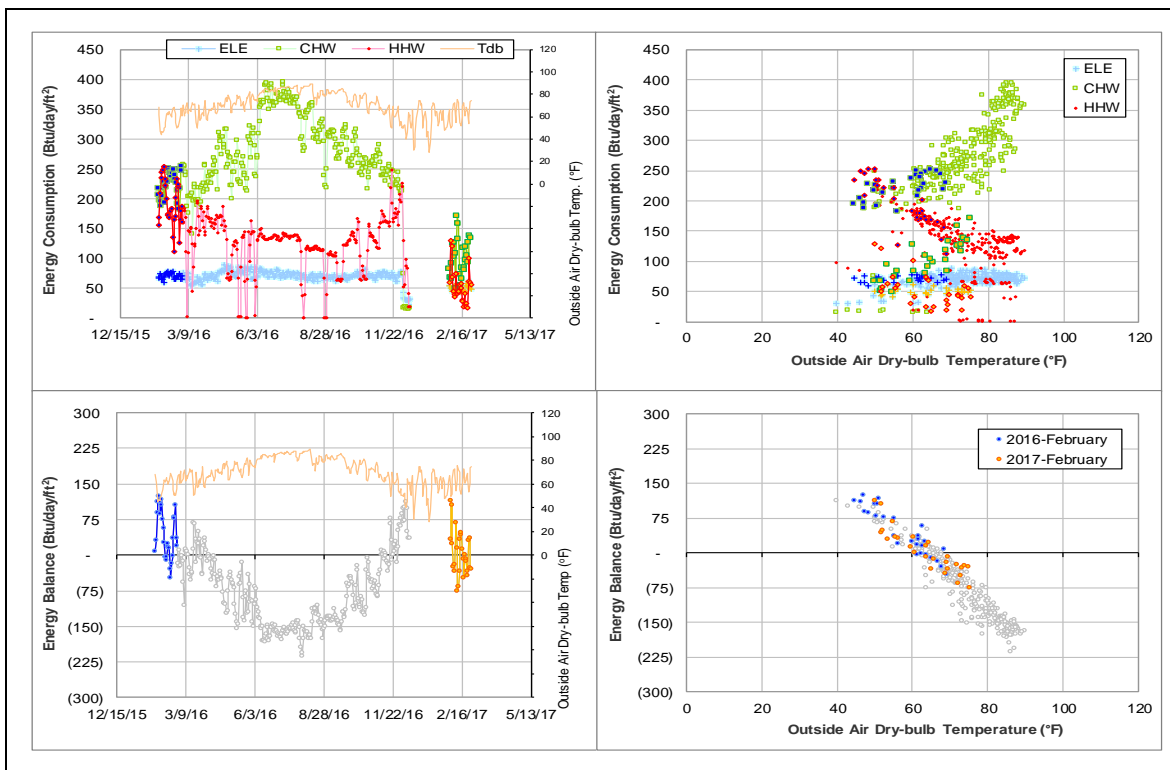 ELE CHW HHW Tdb
Energy Consumption (Btu/day/ft²)
450
400
350
300
250
200
150
100
50
-
120
100
80
60
40
20
0
Outside Air Dry-bulb Temp. (°F)
12/15/15 3/9/16 6/3/16 8/28/16 11/22/16 2/16/17 5/13/17
Energy Consumption (Btu/day/ft²)
450
400
350
300
250
200
150
100
50
-
ELE
CHW
HHW
0 20 40 60 80 100 120
Outside Air Dry-bulb Temperature (°F)
Energy Balance (Btu/day/ft²)
300
225
150
75
-
(75)
(150)
(225)
(300)
120
100
80
60
40
20
0
Outside Air Dry-bulb Temp (°F)
12/15/15 3/9/16 6/3/16 8/28/16 11/22/16 2/16/17 5/13/17
Energy Balance (Btu/day/ft²)
300
225
150
75
-
(75)
(150)
(225)
(300)
2016-February
2017-February
0 20 40 60 80 100 120
Outside Air Dry-bulb Temperature (°F)